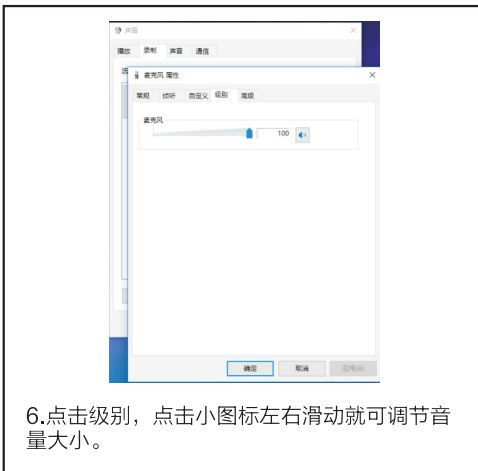 声音
播放 录制 声音 通信
选
麦克风 属性
常规 侦听 自定义 级别 高级
麦克风
100
确定 取消 应用(A)
6.点击级别，点击小图标左右滑动就可调节音
量大小。